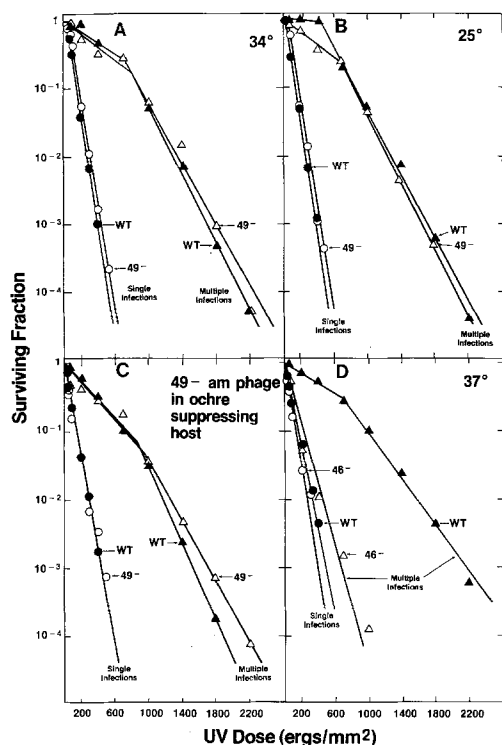 A
34°
B
25°
WT
49-
Single
Infections
WT
Multiple
Infections
49-
WT
49-
Single
Infections
WT
49-
Multiple
Infections
C
49- am phage
in ochre
suppressing
host
D
37°
WT
49-
Single
Infections
WT
49-
Multiple
Infections
46-
WT
46-
Single
Infections
Multiple
Infections
WT
1
10-1
10-2
10-3
10-4
1
10-1
10-2
10-3
10-4
Surviving Fraction
200 600 1000 1400 1800 2200
200 600 1000 1400 1800 2200
UV Dose (ergs/mm2)